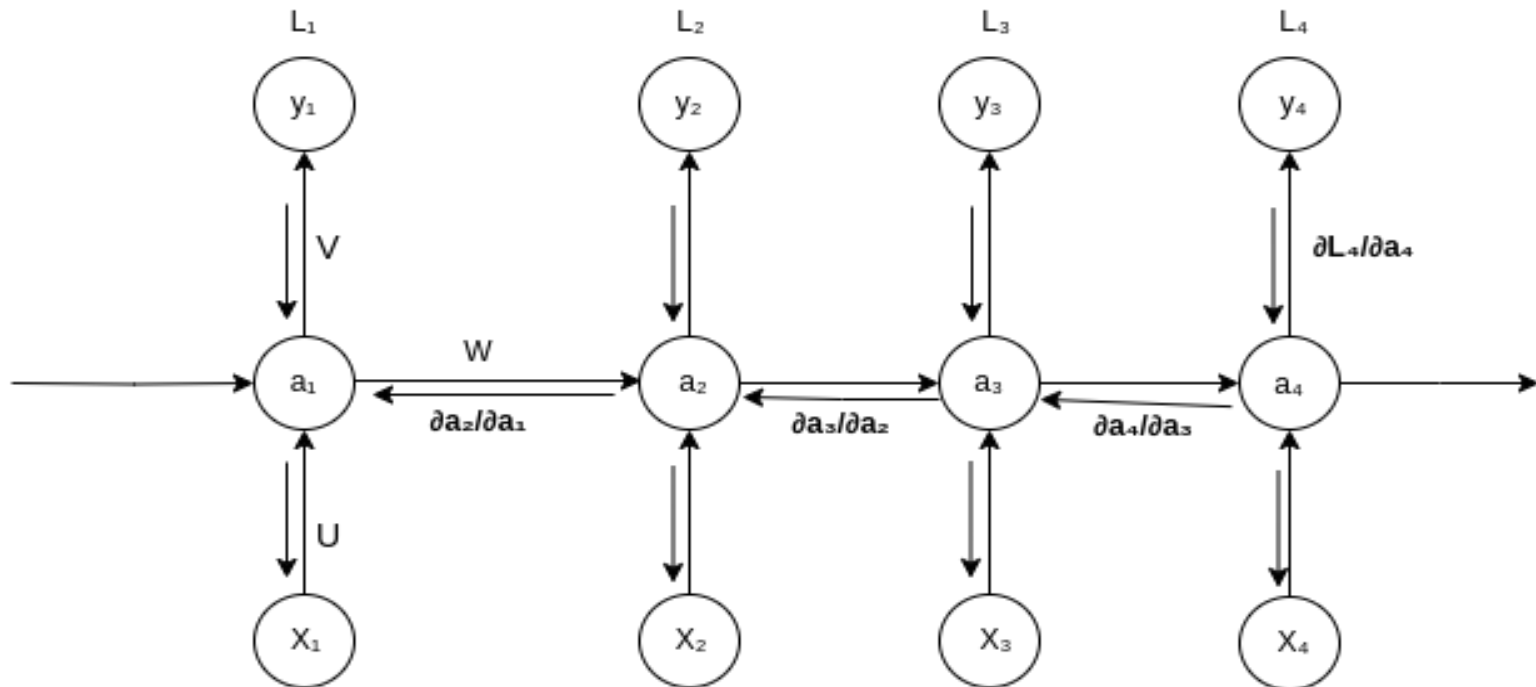 L₁ L₂ L₃ L₄
y₁ y₂ y₃ y₄
V ∂L₄/∂a₄
W
a₁ a₂ a₃ a₄
∂a₂/∂a₁ ∂a₃/∂a₂ ∂a₄/∂a₃
U
X₁ X₂ X₃ X₄